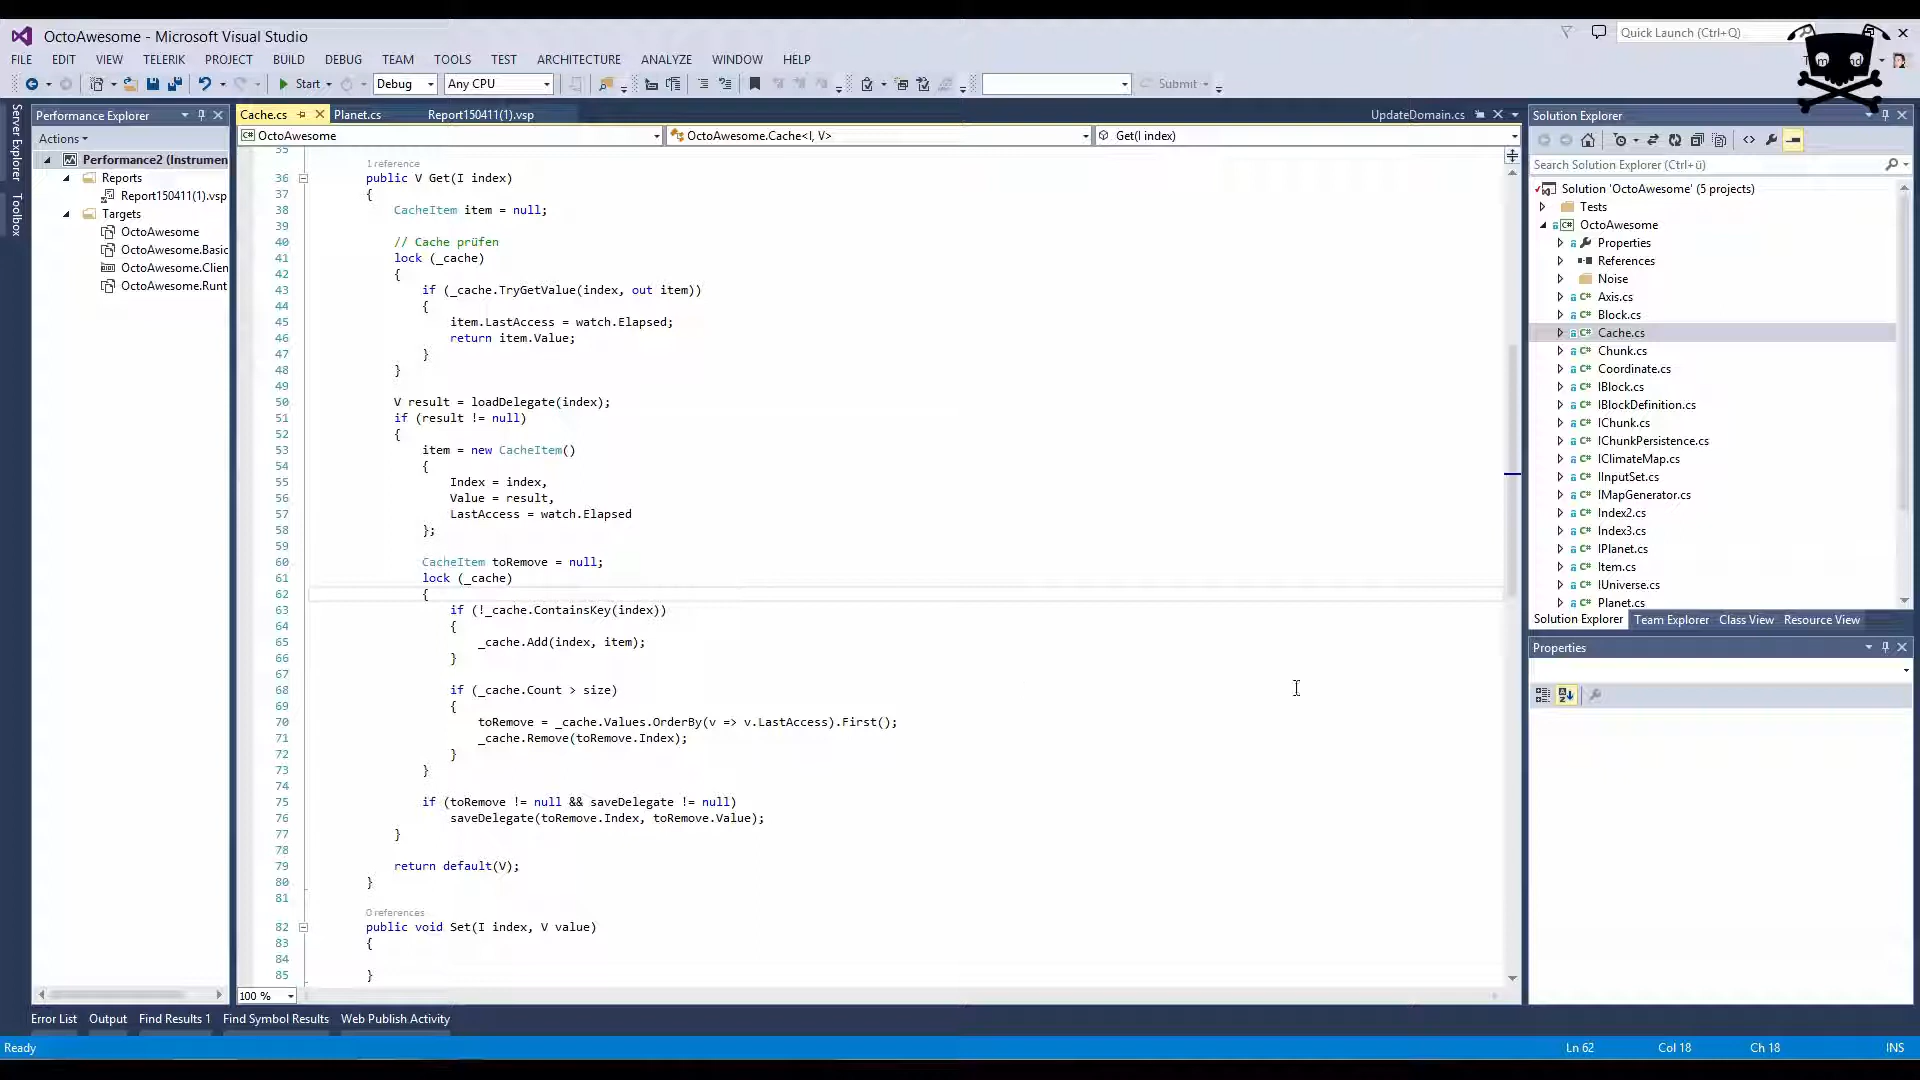 OctoAwesome - Microsoft Visual Studio
Quick Launch (Ctrl+Q)
FILE EDIT VIEW TELERIK PROJECT BUILD DEBUG TEAM TOOLS TEST ARCHITECTURE ANALYZE WINDOW HELP
Start Debug Any CPU Submit
Server Explorer
Toolbox
Performance Explorer
Actions
Performance2 (Instrumen
Reports
Report150411(1).vsp
Targets
OctoAwesome
OctoAwesome.Basic
OctoAwesome.Clien
OctoAwesome.Runt
Cache.cs Planet.cs Report150411(1).vsp UpdateDomain.cs
OctoAwesome OctoAwesome.Cache<I, V> Get(I index)
35
1 reference
36 public V Get(I index)
37 {
38 CacheItem item = null;
39
40 // Cache prüfen
41 lock (_cache)
42 {
43 if (_cache.TryGetValue(index, out item))
44 {
45 item.LastAccess = watch.Elapsed;
46 return item.Value;
47 }
48 }
49
50 V result = loadDelegate(index);
51 if (result != null)
52 {
53 item = new CacheItem()
54 {
55 Index = index,
56 Value = result,
57 LastAccess = watch.Elapsed
58 };
59
60 CacheItem toRemove = null;
61 lock (_cache)
62 {
63 if (!_cache.ContainsKey(index))
64 {
65 _cache.Add(index, item);
66 }
67
68 if (_cache.Count > size)
69 {
70 toRemove = _cache.Values.OrderBy(v => v.LastAccess).First();
71 _cache.Remove(toRemove.Index);
72 }
73 }
74
75 if (toRemove != null && saveDelegate != null)
76 saveDelegate(toRemove.Index, toRemove.Value);
77 }
78
79 return default(V);
80 }
81
0 references
82 public void Set(I index, V value)
83 {
84
85 }
100 %
Solution Explorer
Search Solution Explorer (Ctrl+ü)
Solution 'OctoAwesome' (5 projects)
Tests
OctoAwesome
Properties
References
Noise
Axis.cs
Block.cs
Cache.cs
Chunk.cs
Coordinate.cs
IBlock.cs
IBlockDefinition.cs
IChunk.cs
IChunkPersistence.cs
IClimateMap.cs
IInputSet.cs
IMapGenerator.cs
Index2.cs
Index3.cs
IPlanet.cs
Item.cs
IUniverse.cs
Planet.cs
Solution Explorer Team Explorer Class View Resource View
Properties
Error List Output Find Results 1 Find Symbol Results Web Publish Activity
Ready Ln 62 Col 18 Ch 18 INS